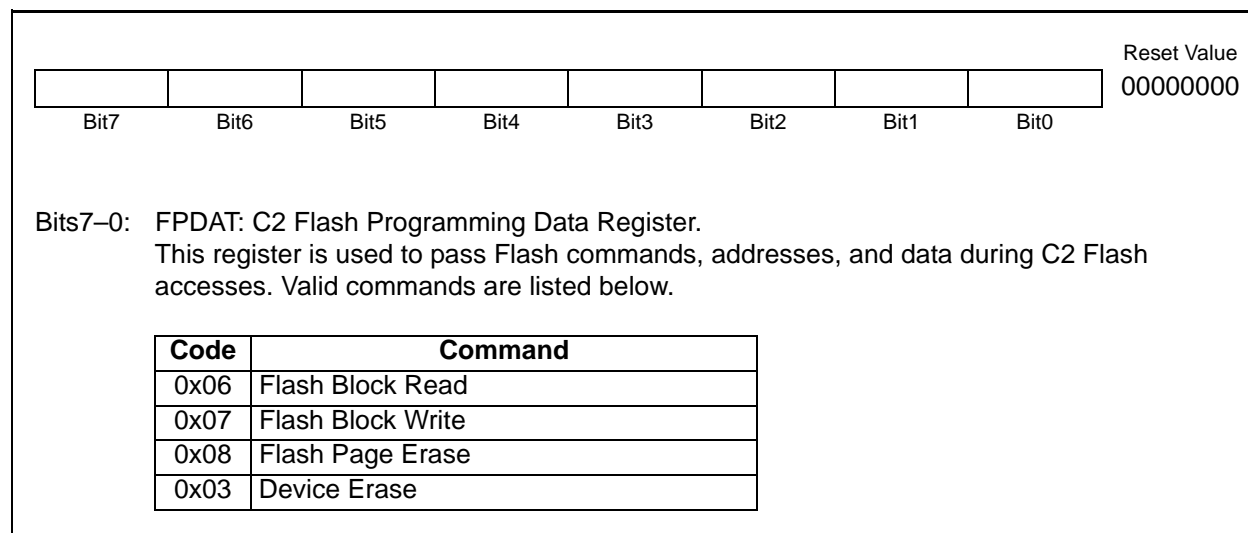 Reset Value
00000000
Bit7 Bit6 Bit5 Bit4 Bit3 Bit2 Bit1 Bit0
Bits7–0: FPDAT: C2 Flash Programming Data Register.
This register is used to pass Flash commands, addresses, and data during C2 Flash
accesses. Valid commands are listed below.
Code Command
0x06 Flash Block Read
0x07 Flash Block Write
0x08 Flash Page Erase
0x03 Device Erase